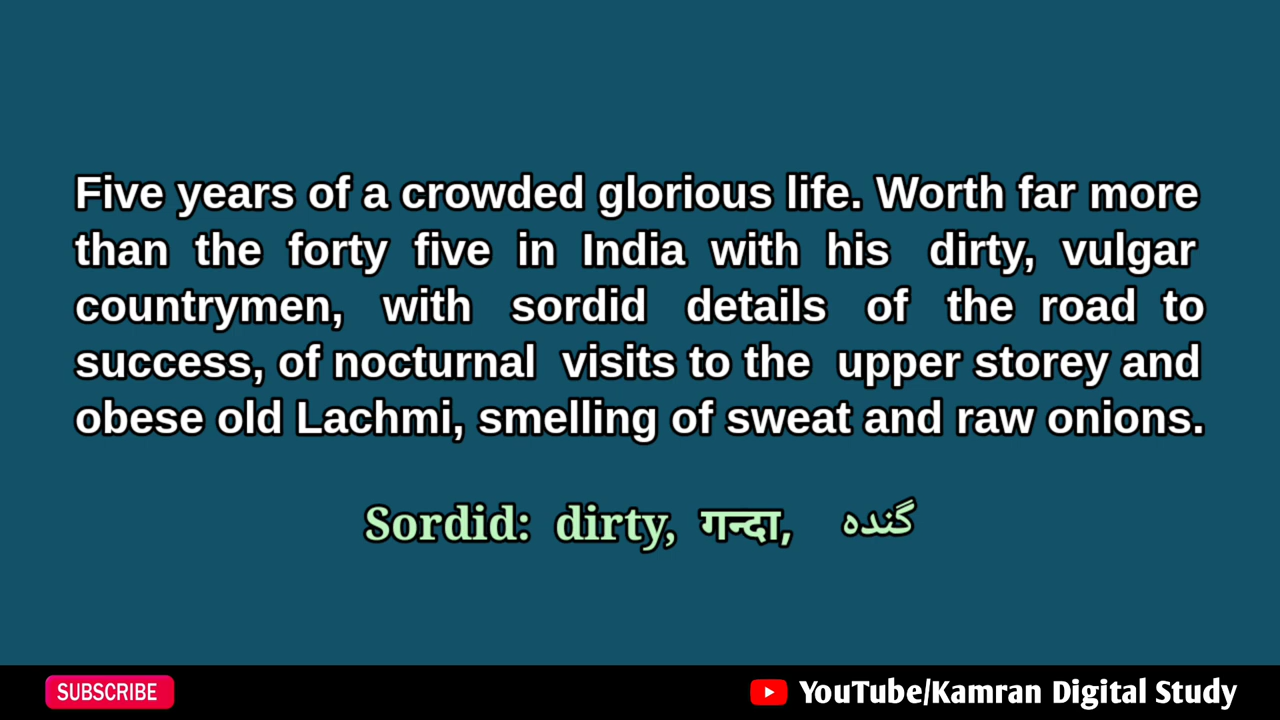 Five years of a crowded glorious life. Worth far more
than the forty five in India with his dirty, vulgar
countrymen, with sordid details of the road to
success, of nocturnal visits to the upper storey and
obese old Lachmi, smelling of sweat and raw onions.
Sordid: dirty, गन्दा, گندہ
SUBSCRIBE
YouTube/Kamran Digital Study